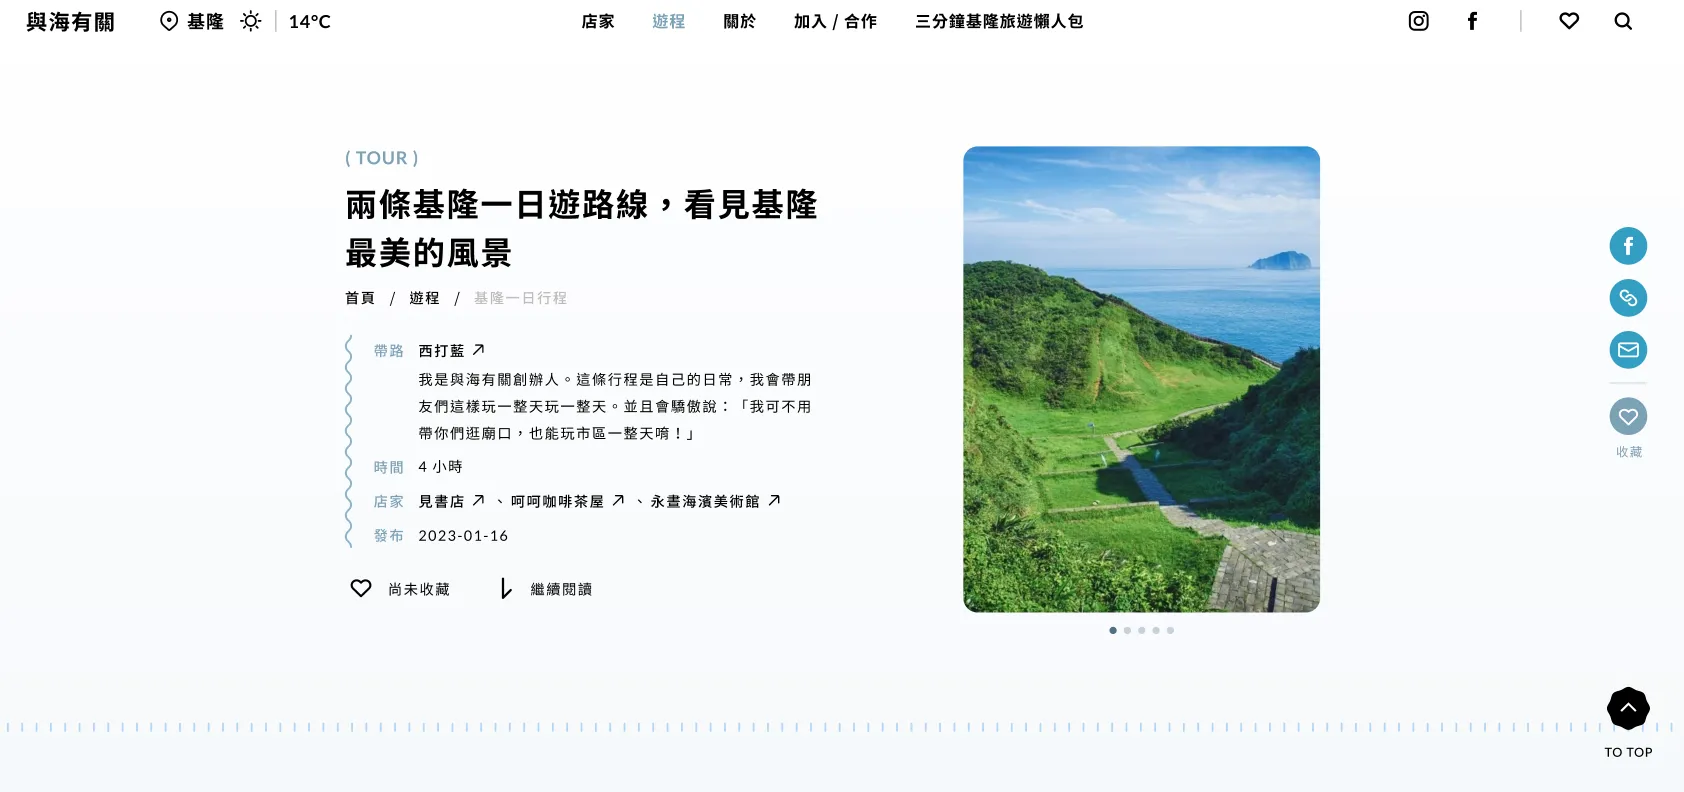 與海有關
基隆 14°C
店家 遊程 關於 加入 / 合作 三分鐘基隆旅遊懶人包
( TOUR )
兩條基隆一日遊路線，看見基隆
最美的風景
首頁 / 遊程 / 基隆一日行程
帶路 西打藍
我是與海有關創辦人。這條行程是自己的日常，我會帶朋
友們這樣玩一整天玩一整天。並且會驕傲說：「我可不用
帶你們逛廟口，也能玩市區一整天唷！」
時間 4 小時
店家 見書店 、呵呵咖啡茶屋 、永晝海濱美術館
發布 2023-01-16
尚未收藏 繼續閱讀
收藏
TO TOP